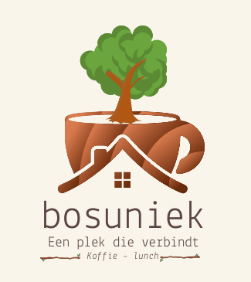 bosuniek
Een plek die verbindt
Koffie - lunch